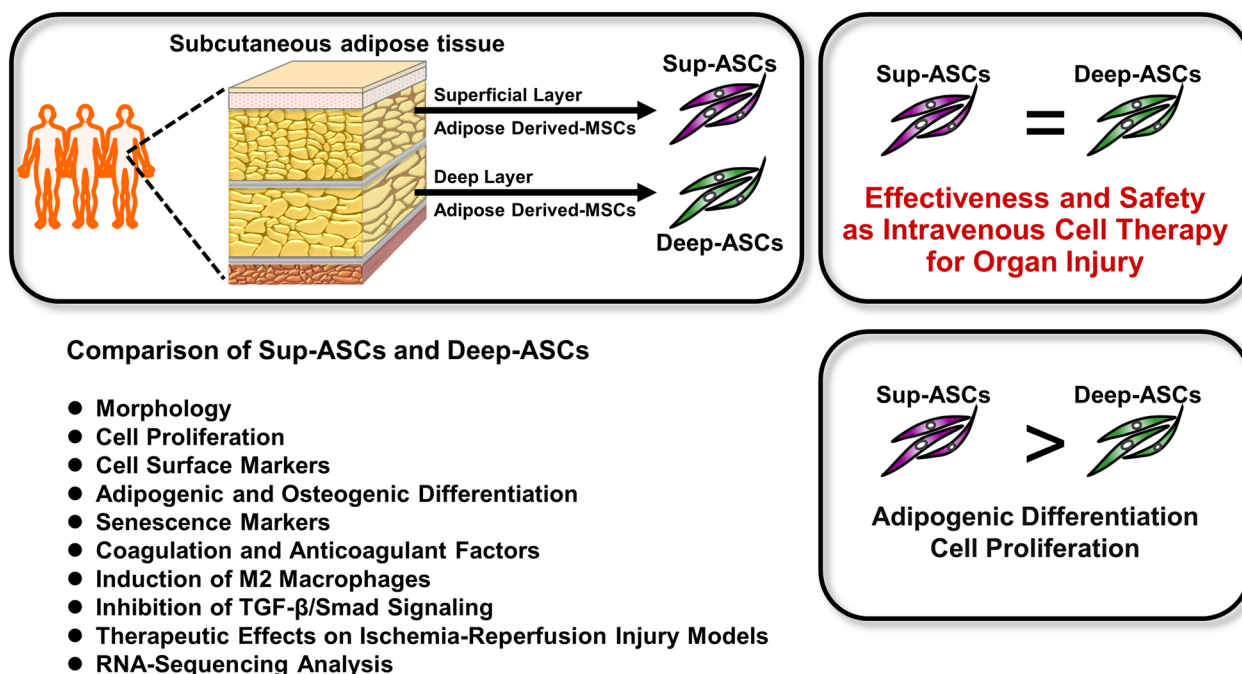 Subcutaneous adipose tissue
Superficial Layer
Adipose Derived-MSCs
Sup-ASCs
Deep Layer
Adipose Derived-MSCs
Deep-ASCs
Sup-ASCs
=
Deep-ASCs
Effectiveness and Safety
as Intravenous Cell Therapy
for Organ Injury
Comparison of Sup-ASCs and Deep-ASCs
● Morphology
● Cell Proliferation
● Cell Surface Markers
● Adipogenic and Osteogenic Differentiation
● Senescence Markers
● Coagulation and Anticoagulant Factors
● Induction of M2 Macrophages
● Inhibition of TGF-β/Smad Signaling
● Therapeutic Effects on Ischemia-Reperfusion Injury Models
● RNA-Sequencing Analysis
Sup-ASCs
>
Deep-ASCs
Adipogenic Differentiation
Cell Proliferation